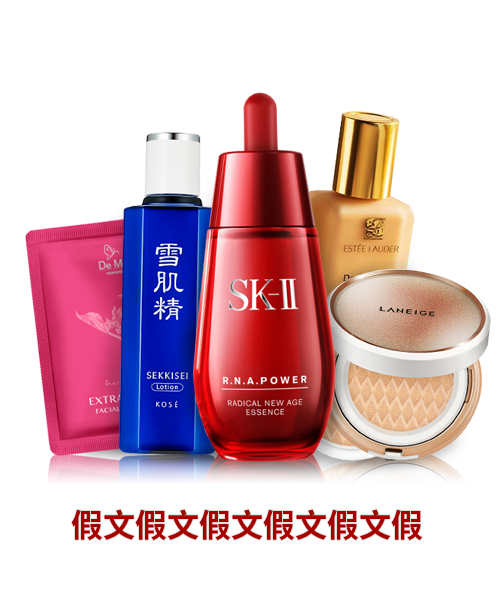 De M
EXTRA
FACIAL
雪肌精
SEKKISEI
Lotion
KOSÉ
SK-II
R.N.A.POWER
RADICAL NEW AGE
ESSENCE
ESTĒE LAUDER
LANEIGE
假文假文假文假文假文假